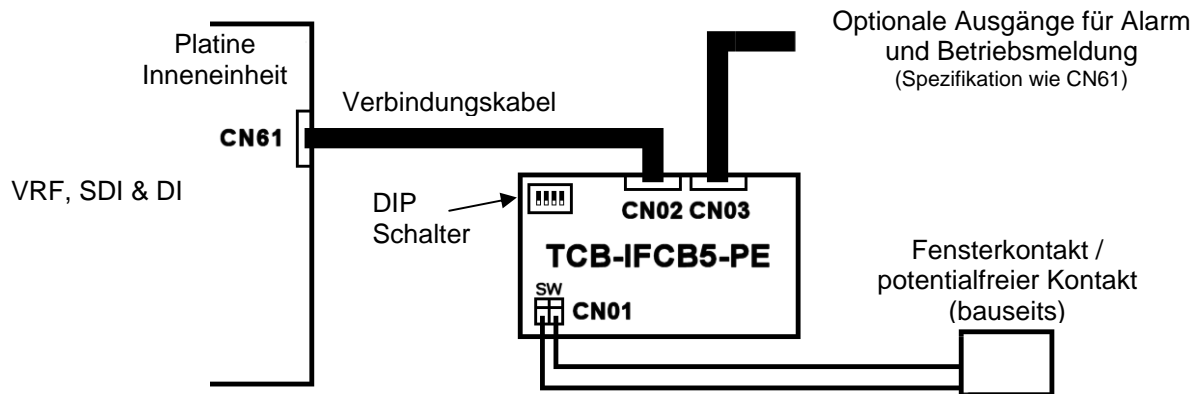 Platine
Inneneinheit
Optionale Ausgänge für Alarm
und Betriebsmeldung
(Spezifikation wie CN61)
Verbindungskabel
CN61
VRF, SDI & DI
DIP
Schalter
CN02 CN03
TCB-IFCB5-PE
SW
CN01
Fensterkontakt /
potentialfreier Kontakt
(bauseits)